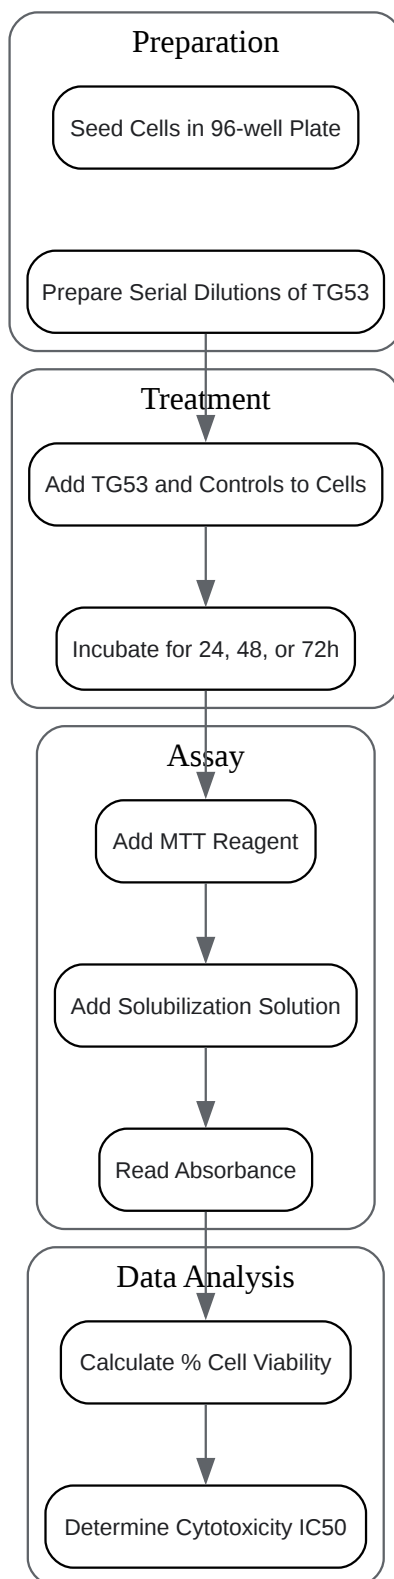 Preparation
Seed Cells in 96-well Plate
Prepare Serial Dilutions of TG53
Treatment
Add TG53 and Controls to Cells
Incubate for 24, 48, or 72h
Assay
Add MTT Reagent
Add Solubilization Solution
Read Absorbance
Data Analysis
Calculate % Cell Viability
Determine Cytotoxicity IC50